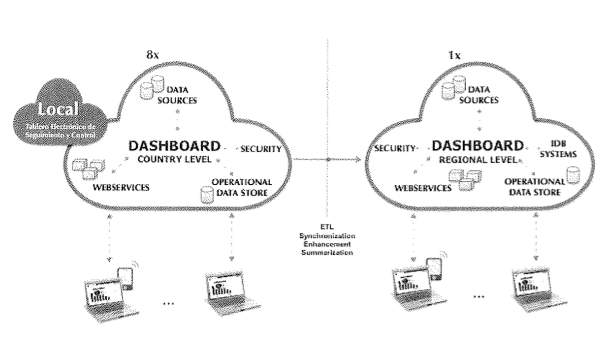 8x
1x
Local
Tablero Electrónico de
Seguimiento y Control
DATA
SOURCES
DASHBOARD
COUNTRY LEVEL
SECURITY
WEBSERVICES
OPERATIONAL
DATA STORE
ETL
Synchronization
Enhancement
Summarization
DATA
SOURCES
SECURITY
DASHBOARD
REGIONAL LEVEL
IDB
SYSTEMS
WEBSERVICES
OPERATIONAL
DATA STORE
...
...